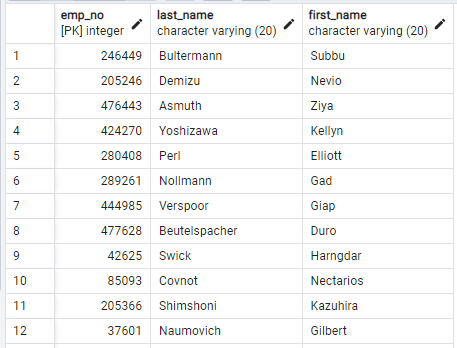 emp_no last_name first_name
[PK] integer character varying (20) character varying (20)
1 246449 Bultermann Subbu
2 205246 Demizu Nevio
3 476443 Asmuth Ziya
4 424270 Yoshizawa Kellyn
5 280408 Perl Elliott
6 289261 Nollmann Gad
7 444985 Verspoor Giap
8 477628 Beutelspacher Duro
9 42625 Swick Harngdar
10 85093 Covnot Nectarios
11 205366 Shimshoni Kazuhira
12 37601 Naumovich Gilbert